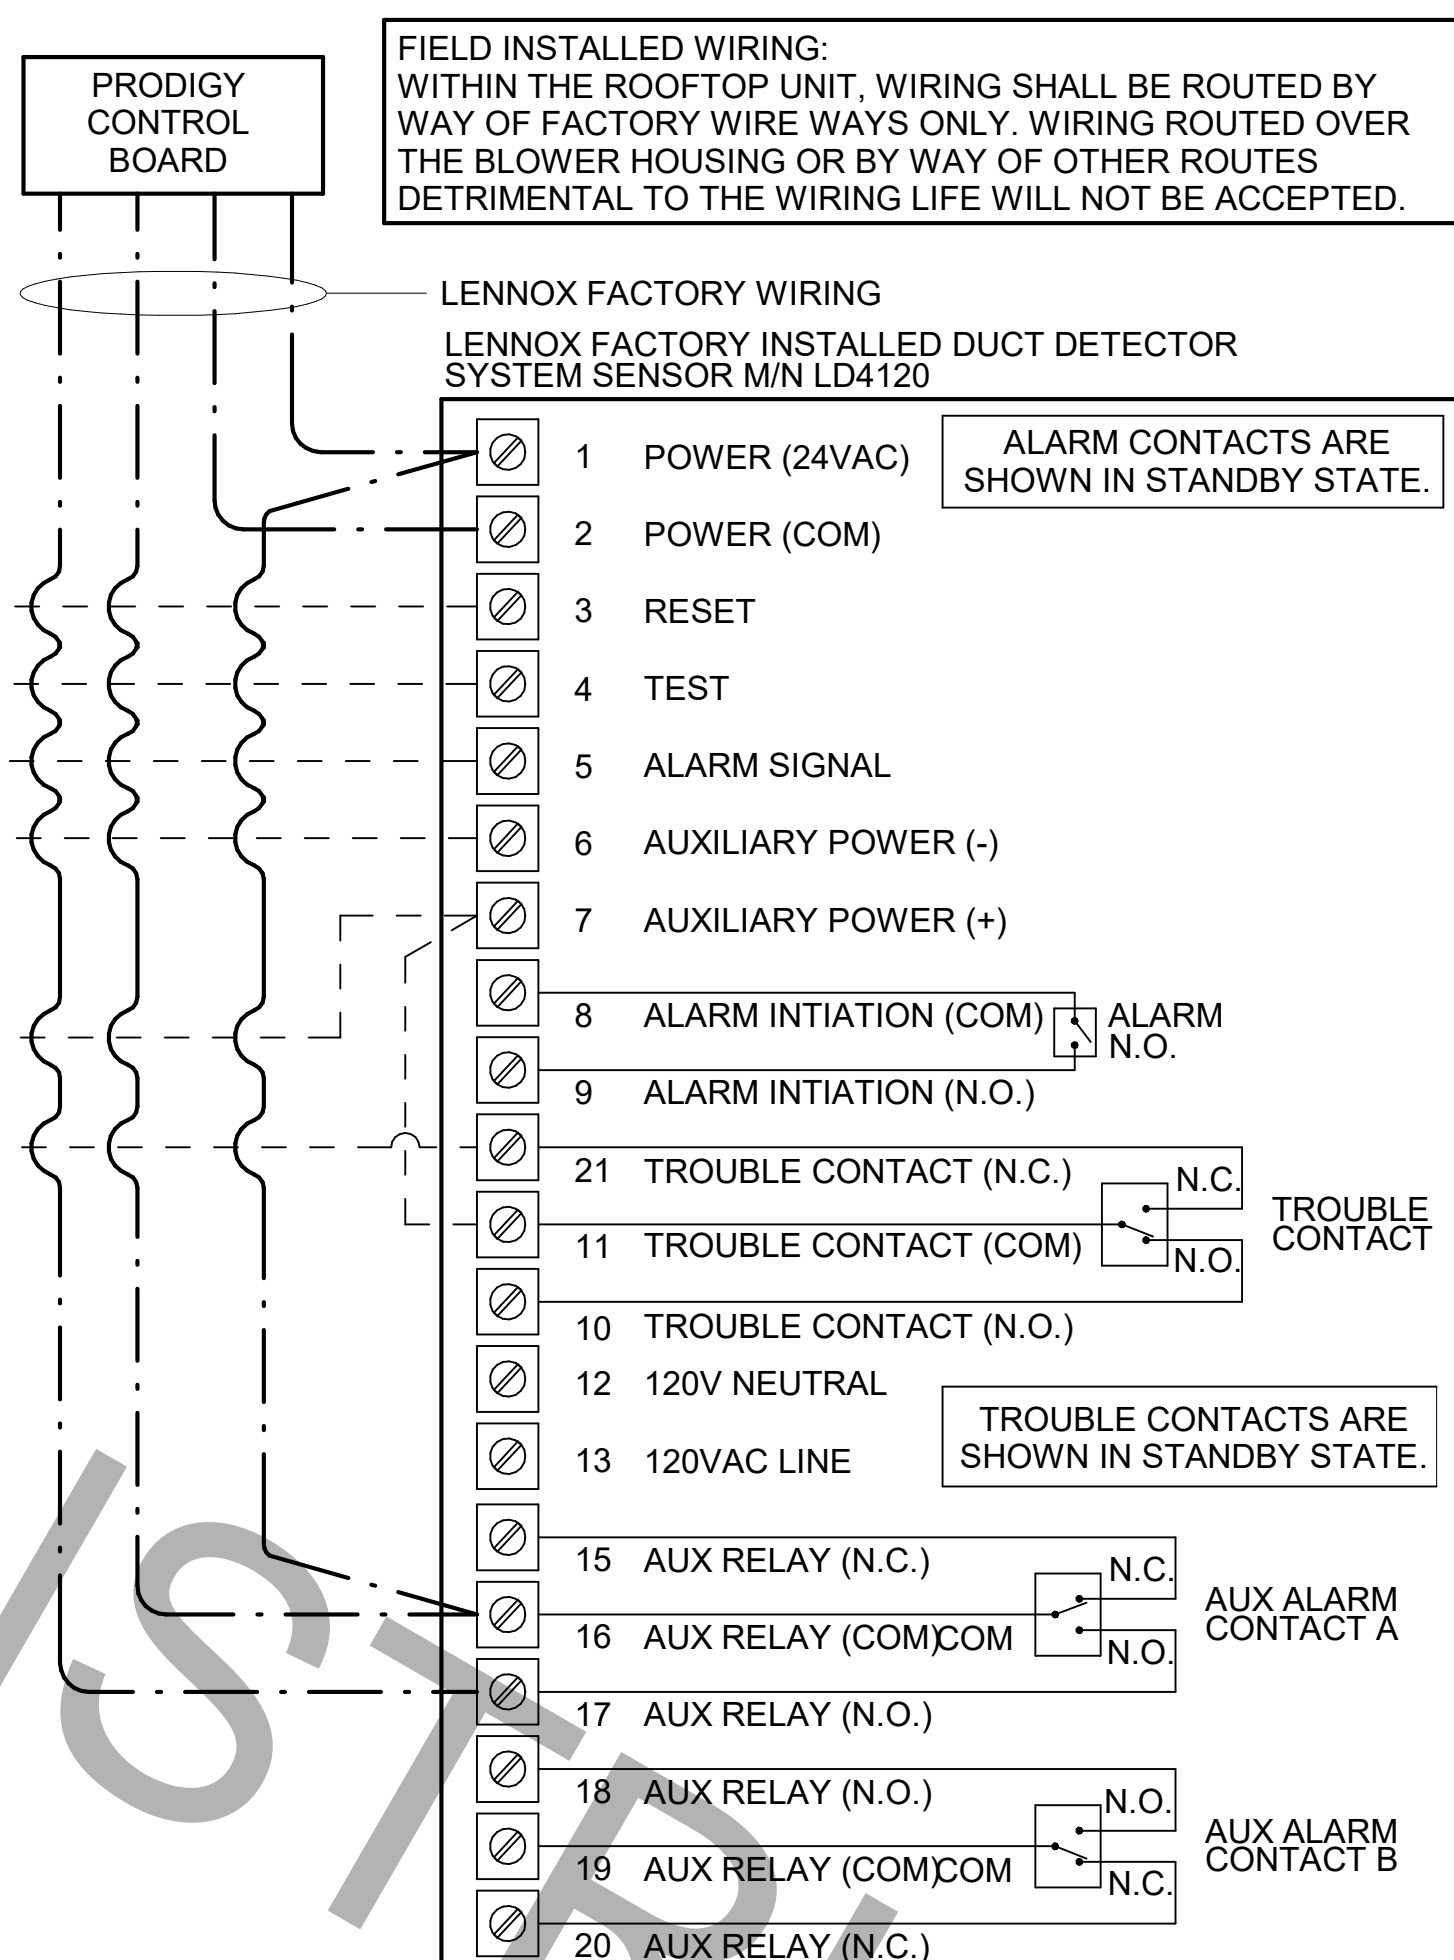 PRODIGY
CONTROL
BOARD
FIELD INSTALLED WIRING:
WITHIN THE ROOFTOP UNIT, WIRING SHALL BE ROUTED BY
WAY OF FACTORY WIRE WAYS ONLY. WIRING ROUTED OVER
THE BLOWER HOUSING OR BY WAY OF OTHER ROUTES
DETRIMENTAL TO THE WIRING LIFE WILL NOT BE ACCEPTED.
LENNOX FACTORY WIRING
LENNOX FACTORY INSTALLED DUCT DETECTOR
SYSTEM SENSOR M/N LD4120
ALARM CONTACTS ARE
SHOWN IN STANDBY STATE.
1 POWER (24VAC)
2 POWER (COM)
3 RESET
4 TEST
5 ALARM SIGNAL
6 AUXILIARY POWER (-)
7 AUXILIARY POWER (+)
8 ALARM INTIATION (COM)
ALARM
N.O.
9 ALARM INTIATION (N.O.)
21 TROUBLE CONTACT (N.C.)
N.C.
TROUBLE
CONTACT
11 TROUBLE CONTACT (COM)
N.O.
10 TROUBLE CONTACT (N.O.)
12 120V NEUTRAL
TROUBLE CONTACTS ARE
SHOWN IN STANDBY STATE.
13 120VAC LINE
15 AUX RELAY (N.C.)
N.C.
AUX ALARM
CONTACT A
16 AUX RELAY (COM) COM
N.O.
17 AUX RELAY (N.O.)
18 AUX RELAY (N.O.)
N.O.
AUX ALARM
CONTACT B
19 AUX RELAY (COM) COM
N.C.
20 AUX RELAY (N.C.)